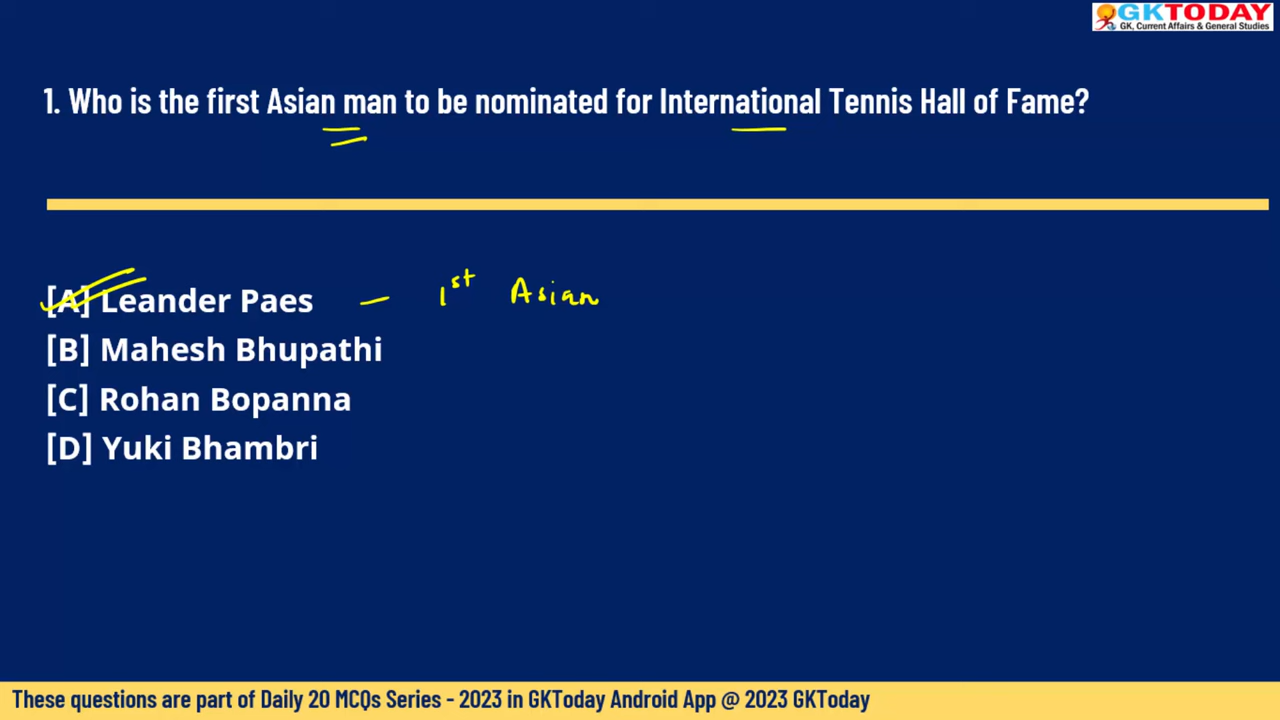 GKTODAY
GK, Current Affairs & General Studies
1. Who is the first Asian man to be nominated for International Tennis Hall of Fame?
[A] Leander Paes – 1st Asian
[B] Mahesh Bhupathi
[C] Rohan Bopanna
[D] Yuki Bhambri
These questions are part of Daily 20 MCQs Series - 2023 in GKToday Android App @ 2023 GKToday